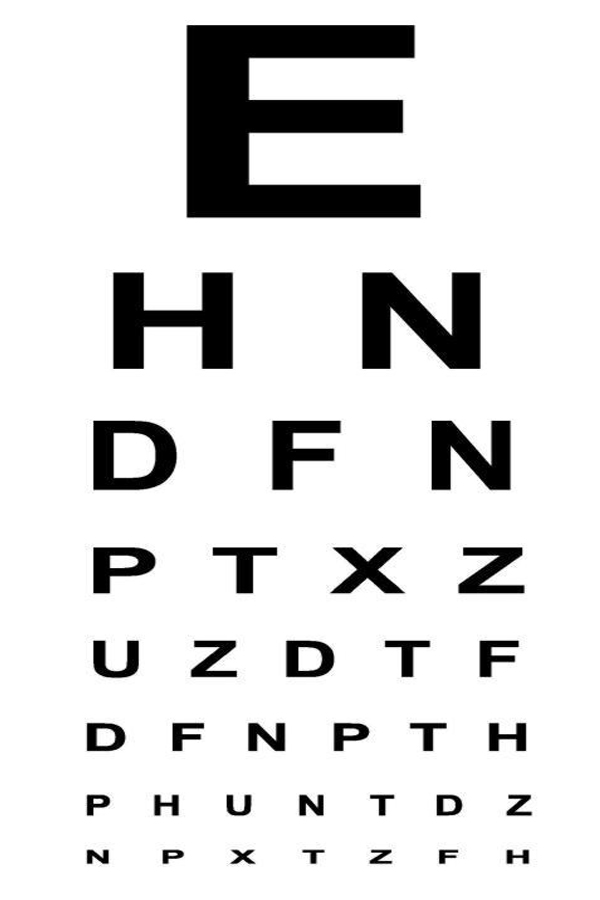 E
H N
D F N
P T X Z
U Z D T F
D F N P T H
P H U N T D Z
N P X T Z F H